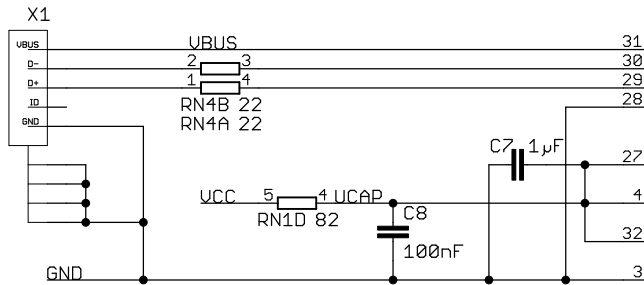 X1
VBUS
VBUS
31
D-
2
3
30
D+
1
4
29
RN4B 22
ID
28
RN4A 22
GND
C7
1µF
27
VCC
5
4
UCAP
4
RN1D 82
C8
100nF
32
GND
3